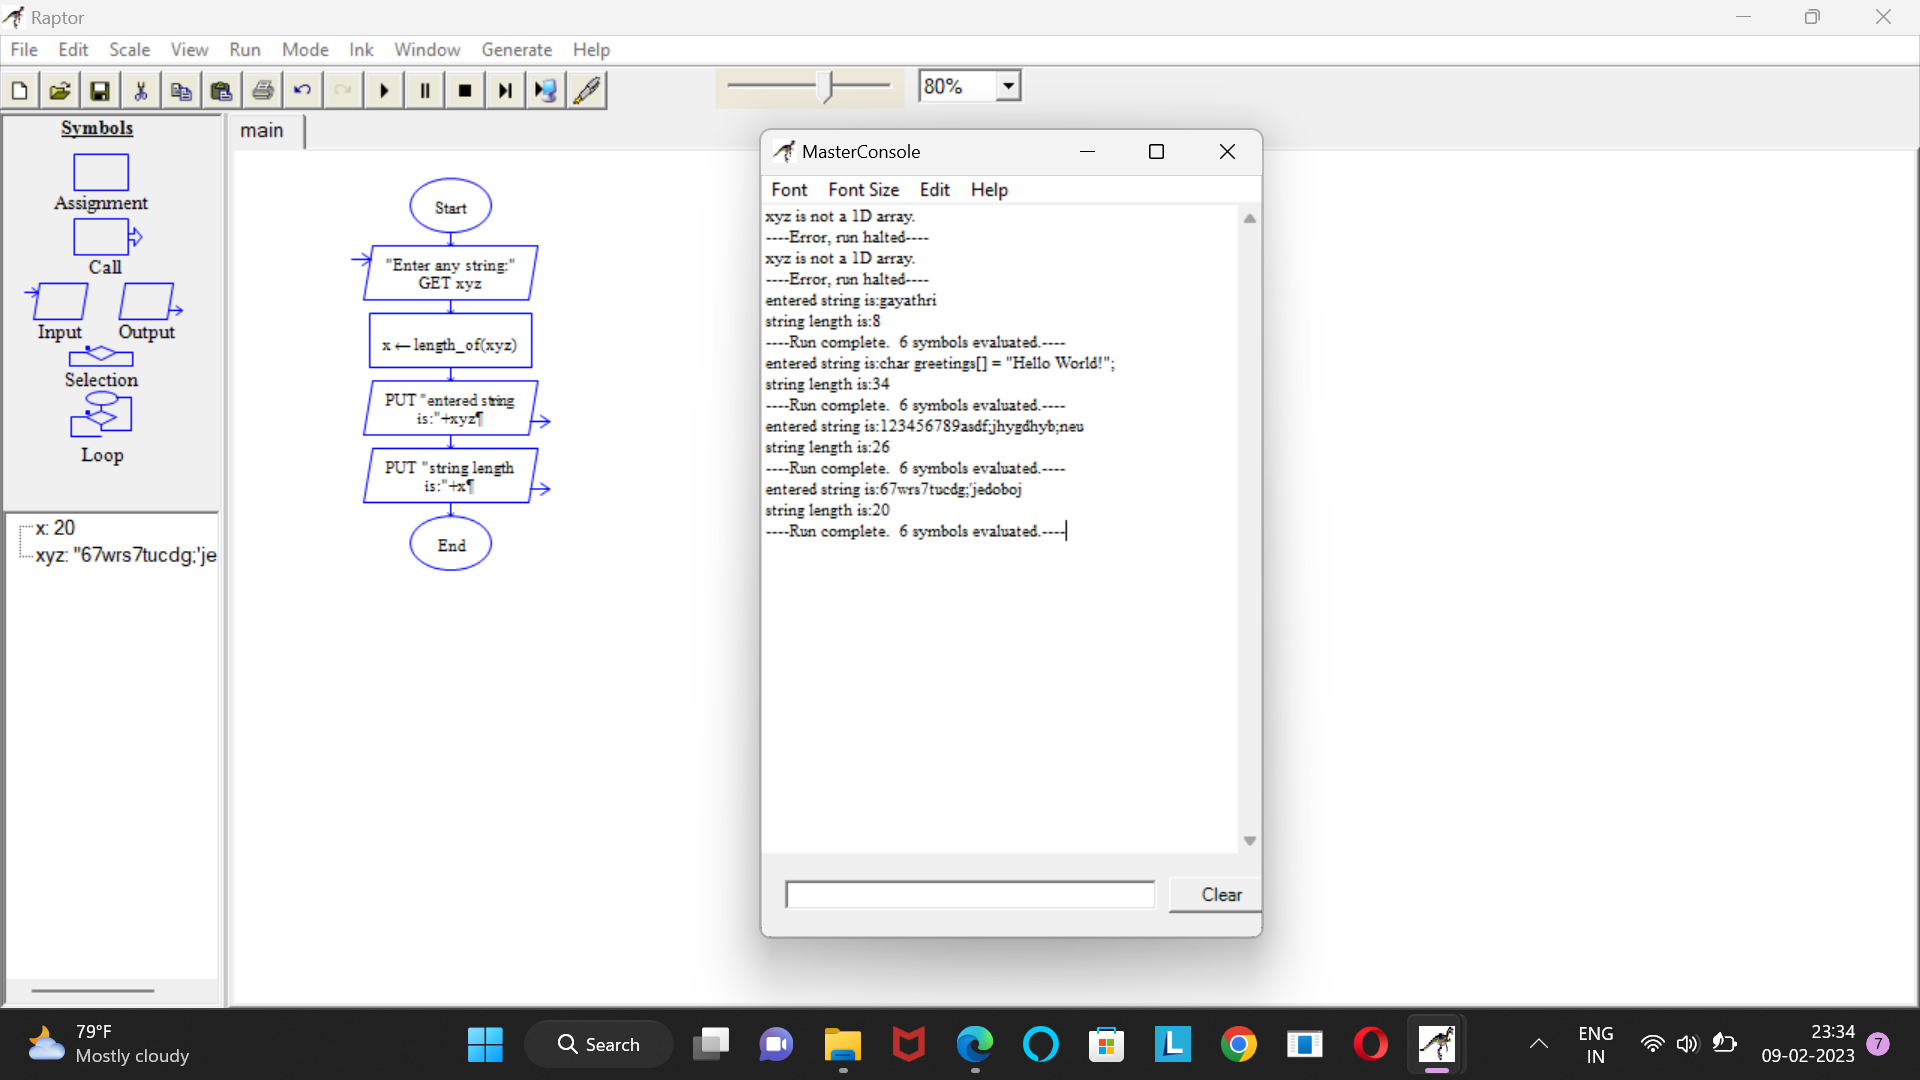 Raptor
File Edit Scale View Run Mode Ink Window Generate Help
80%
Symbols
Assignment
Call
Input Output
Selection
Loop
x: 20
xyz: "67wrs7tucdg;'je
main
Start
"Enter any string:"
GET xyz
x ← length_of(xyz)
PUT "entered string
is:"+xyz¶
PUT "string length
is:"+x¶
End
MasterConsole
Font Font Size Edit Help
xyz is not a 1D array.
----Error, run halted----
xyz is not a 1D array.
----Error, run halted----
entered string is:gayathri
string length is:8
----Run complete.  6 symbols evaluated.----
entered string is:char greetings[] = "Hello World!";
string length is:34
----Run complete.  6 symbols evaluated.----
entered string is:123456789asdf;jhygdhyb;neu
string length is:26
----Run complete.  6 symbols evaluated.----
entered string is:67wrs7tucdg;'jedoboj
string length is:20
----Run complete.  6 symbols evaluated.----
Clear
79°F
Mostly cloudy
Search
L
ENG
IN
23:34
09-02-2023
7